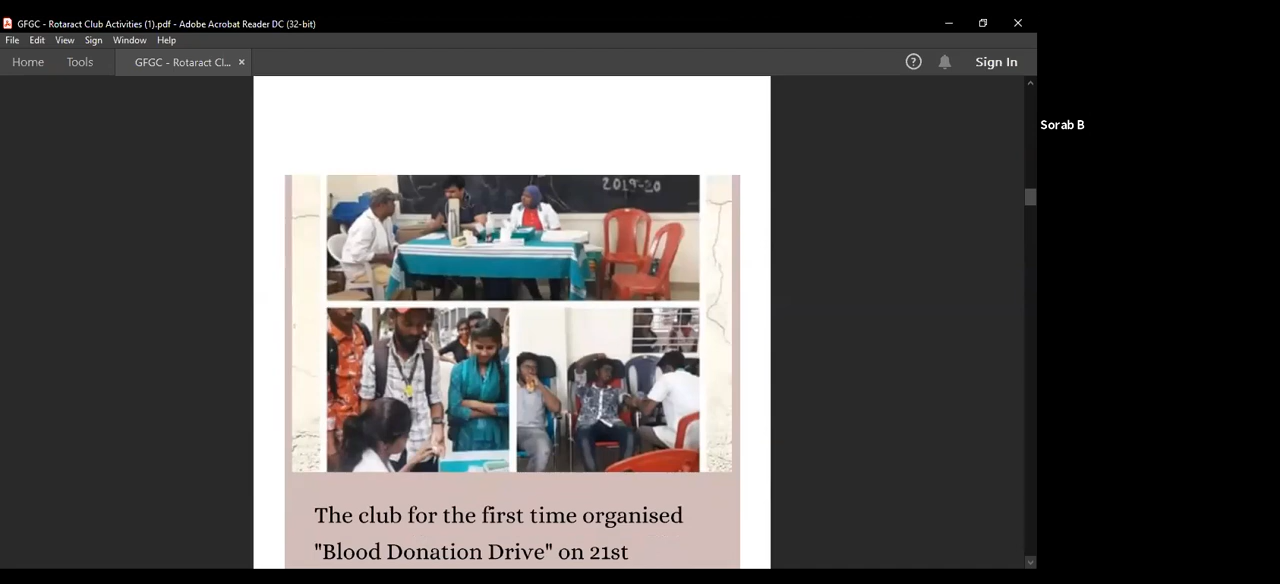 GFGC - Rotaract Club Activities (1).pdf - Adobe Acrobat Reader DC (32-bit)
File Edit View Sign Window Help
Home Tools GFGC - Rotaract Cl... × Sign In
Sorab B
2019-20
The club for the first time organised
"Blood Donation Drive" on 21st